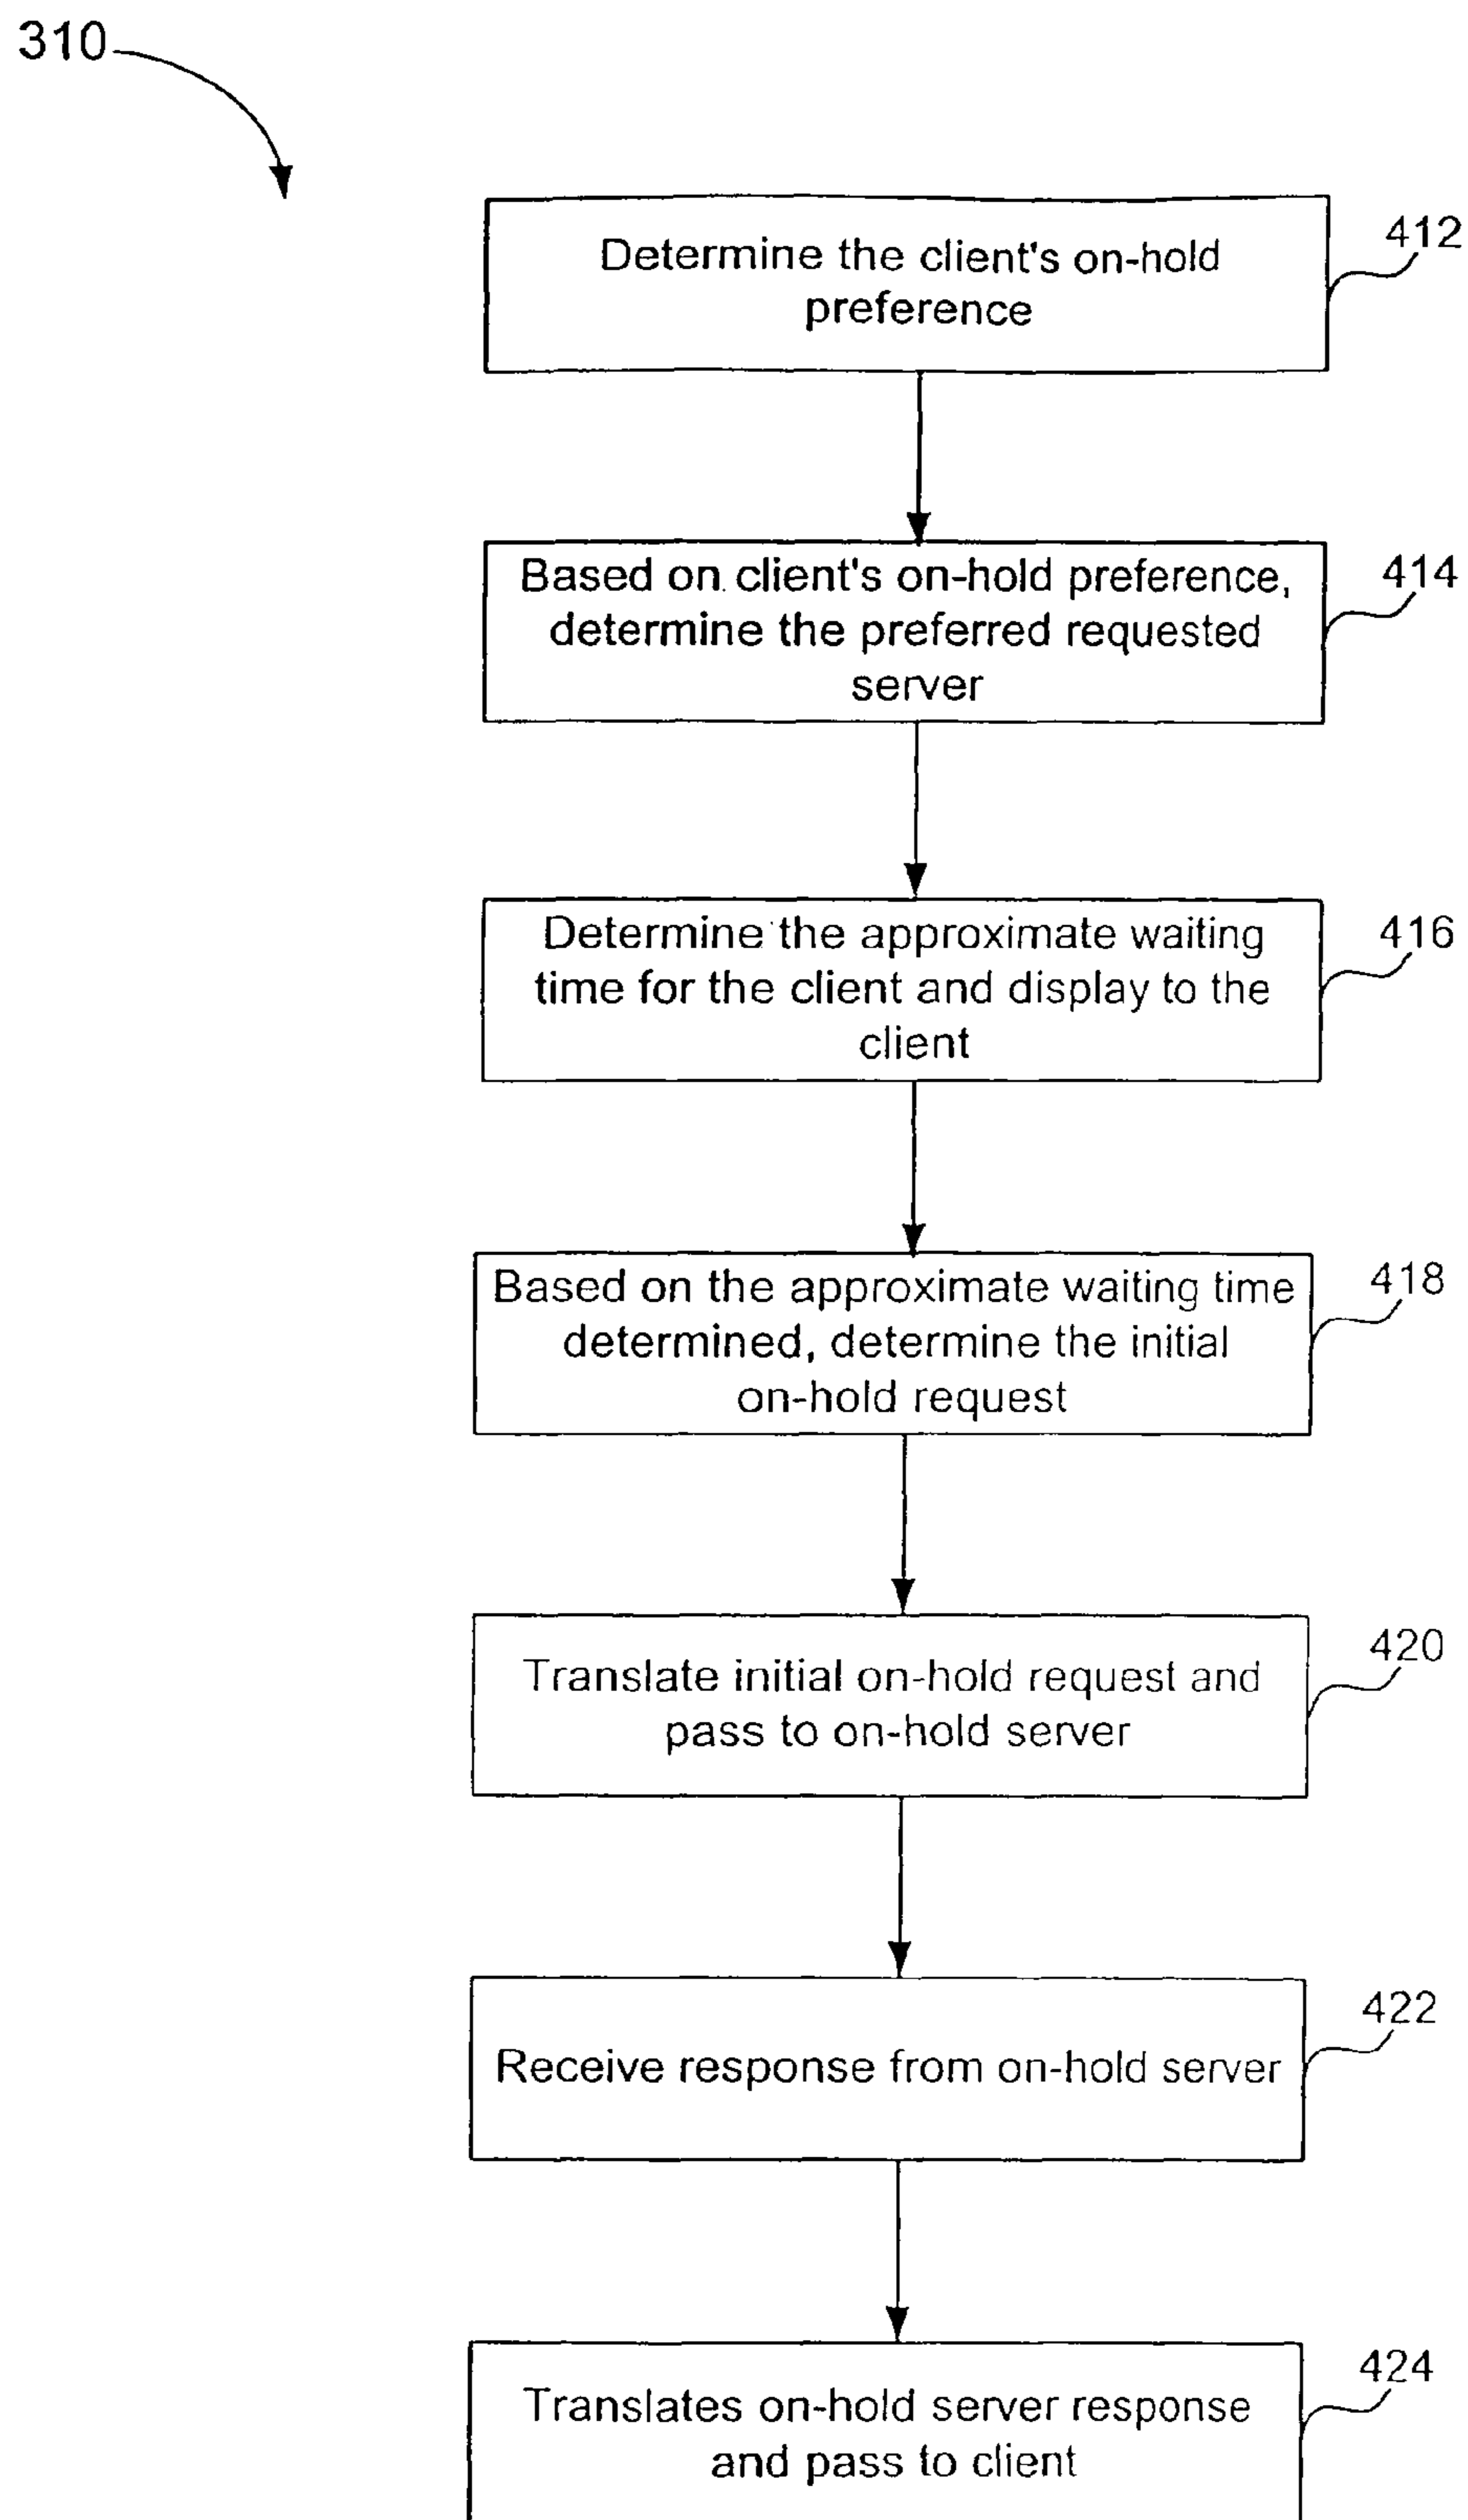 310
Determine the client's on-hold
preference
412
Based on client's on-hold preference,
determine the preferred requested
server
414
Determine the approximate waiting
time for the client and display to the
client
416
Based on the approximate waiting time
determined, determine the initial
on-hold request
418
Translate initial on-hold request and
pass to on-hold server
420
Receive response from on-hold server
422
Translates on-hold server response
and pass to client
424